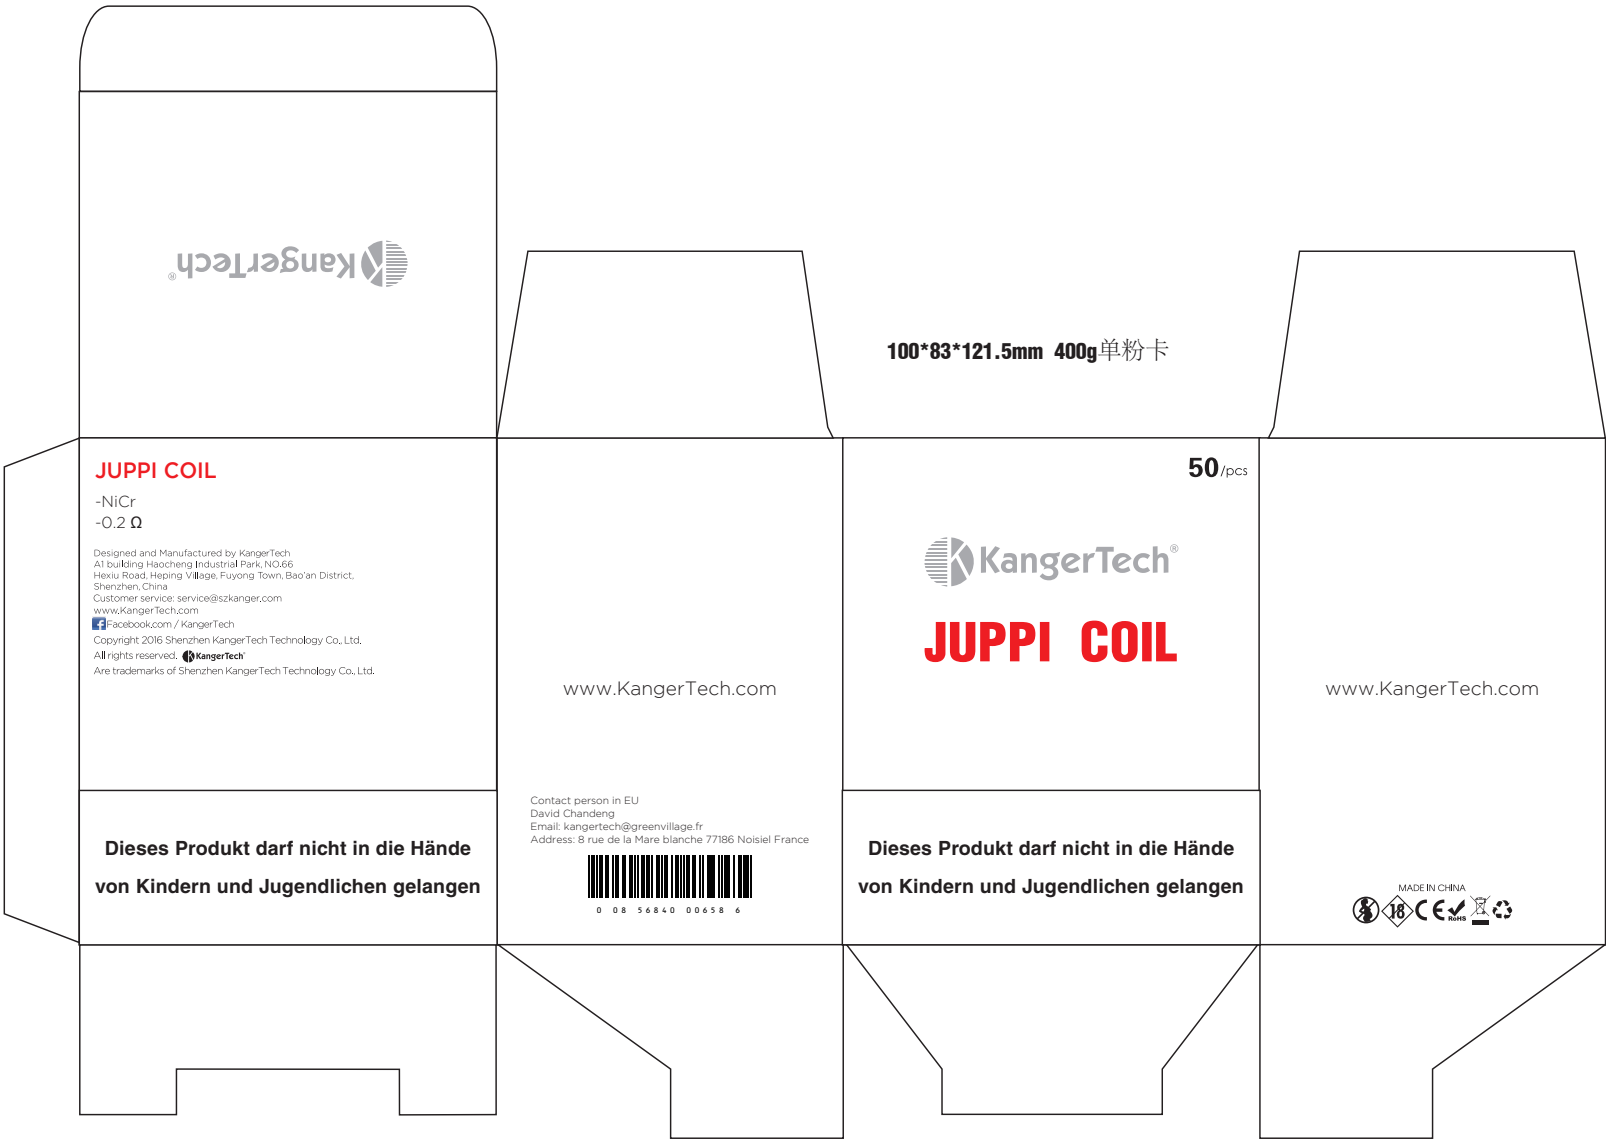 KangerTech®
100*83*121.5mm 400g单粉卡
JUPPI COIL
-NiCr
-0.2 Ω
Designed and Manufactured by KangerTech
A1 building Haocheng Industrial Park, NO.66
Hexiu Road, Heping Village, Fuyong Town, Bao'an District,
Shenzhen, China
Customer service: service@szkanger.com
www.KangerTech.com
Facebook.com / KangerTech
Copyright 2016 Shenzhen KangerTech Technology Co., Ltd.
All rights reserved. KangerTech
Are trademarks of Shenzhen KangerTech Technology Co., Ltd.
Dieses Produkt darf nicht in die Hände
von Kindern und Jugendlichen gelangen
www.KangerTech.com
Contact person in EU
David Chandeng
Email: kangertech@greenvillage.fr
Address: 8 rue de la Mare blanche 77186 Noisiel France
0 08 56840 00658 6
50/pcs
KangerTech®
JUPPI COIL
Dieses Produkt darf nicht in die Hände
von Kindern und Jugendlichen gelangen
www.KangerTech.com
MADE IN CHINA
18 CE RoHS